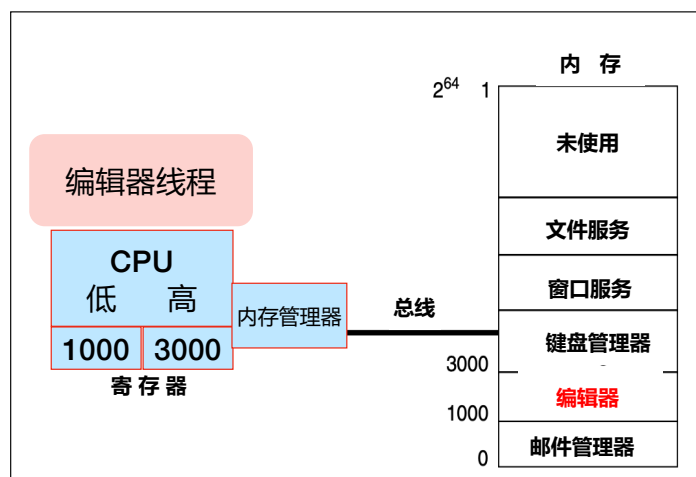 内 存
2⁶⁴ 1
未使用
编辑器线程
文件服务
CPU
低 高
窗口服务
内存管理器
总线
1000 3000
键盘管理器
寄 存 器
3000
编辑器
1000
邮件管理器
0